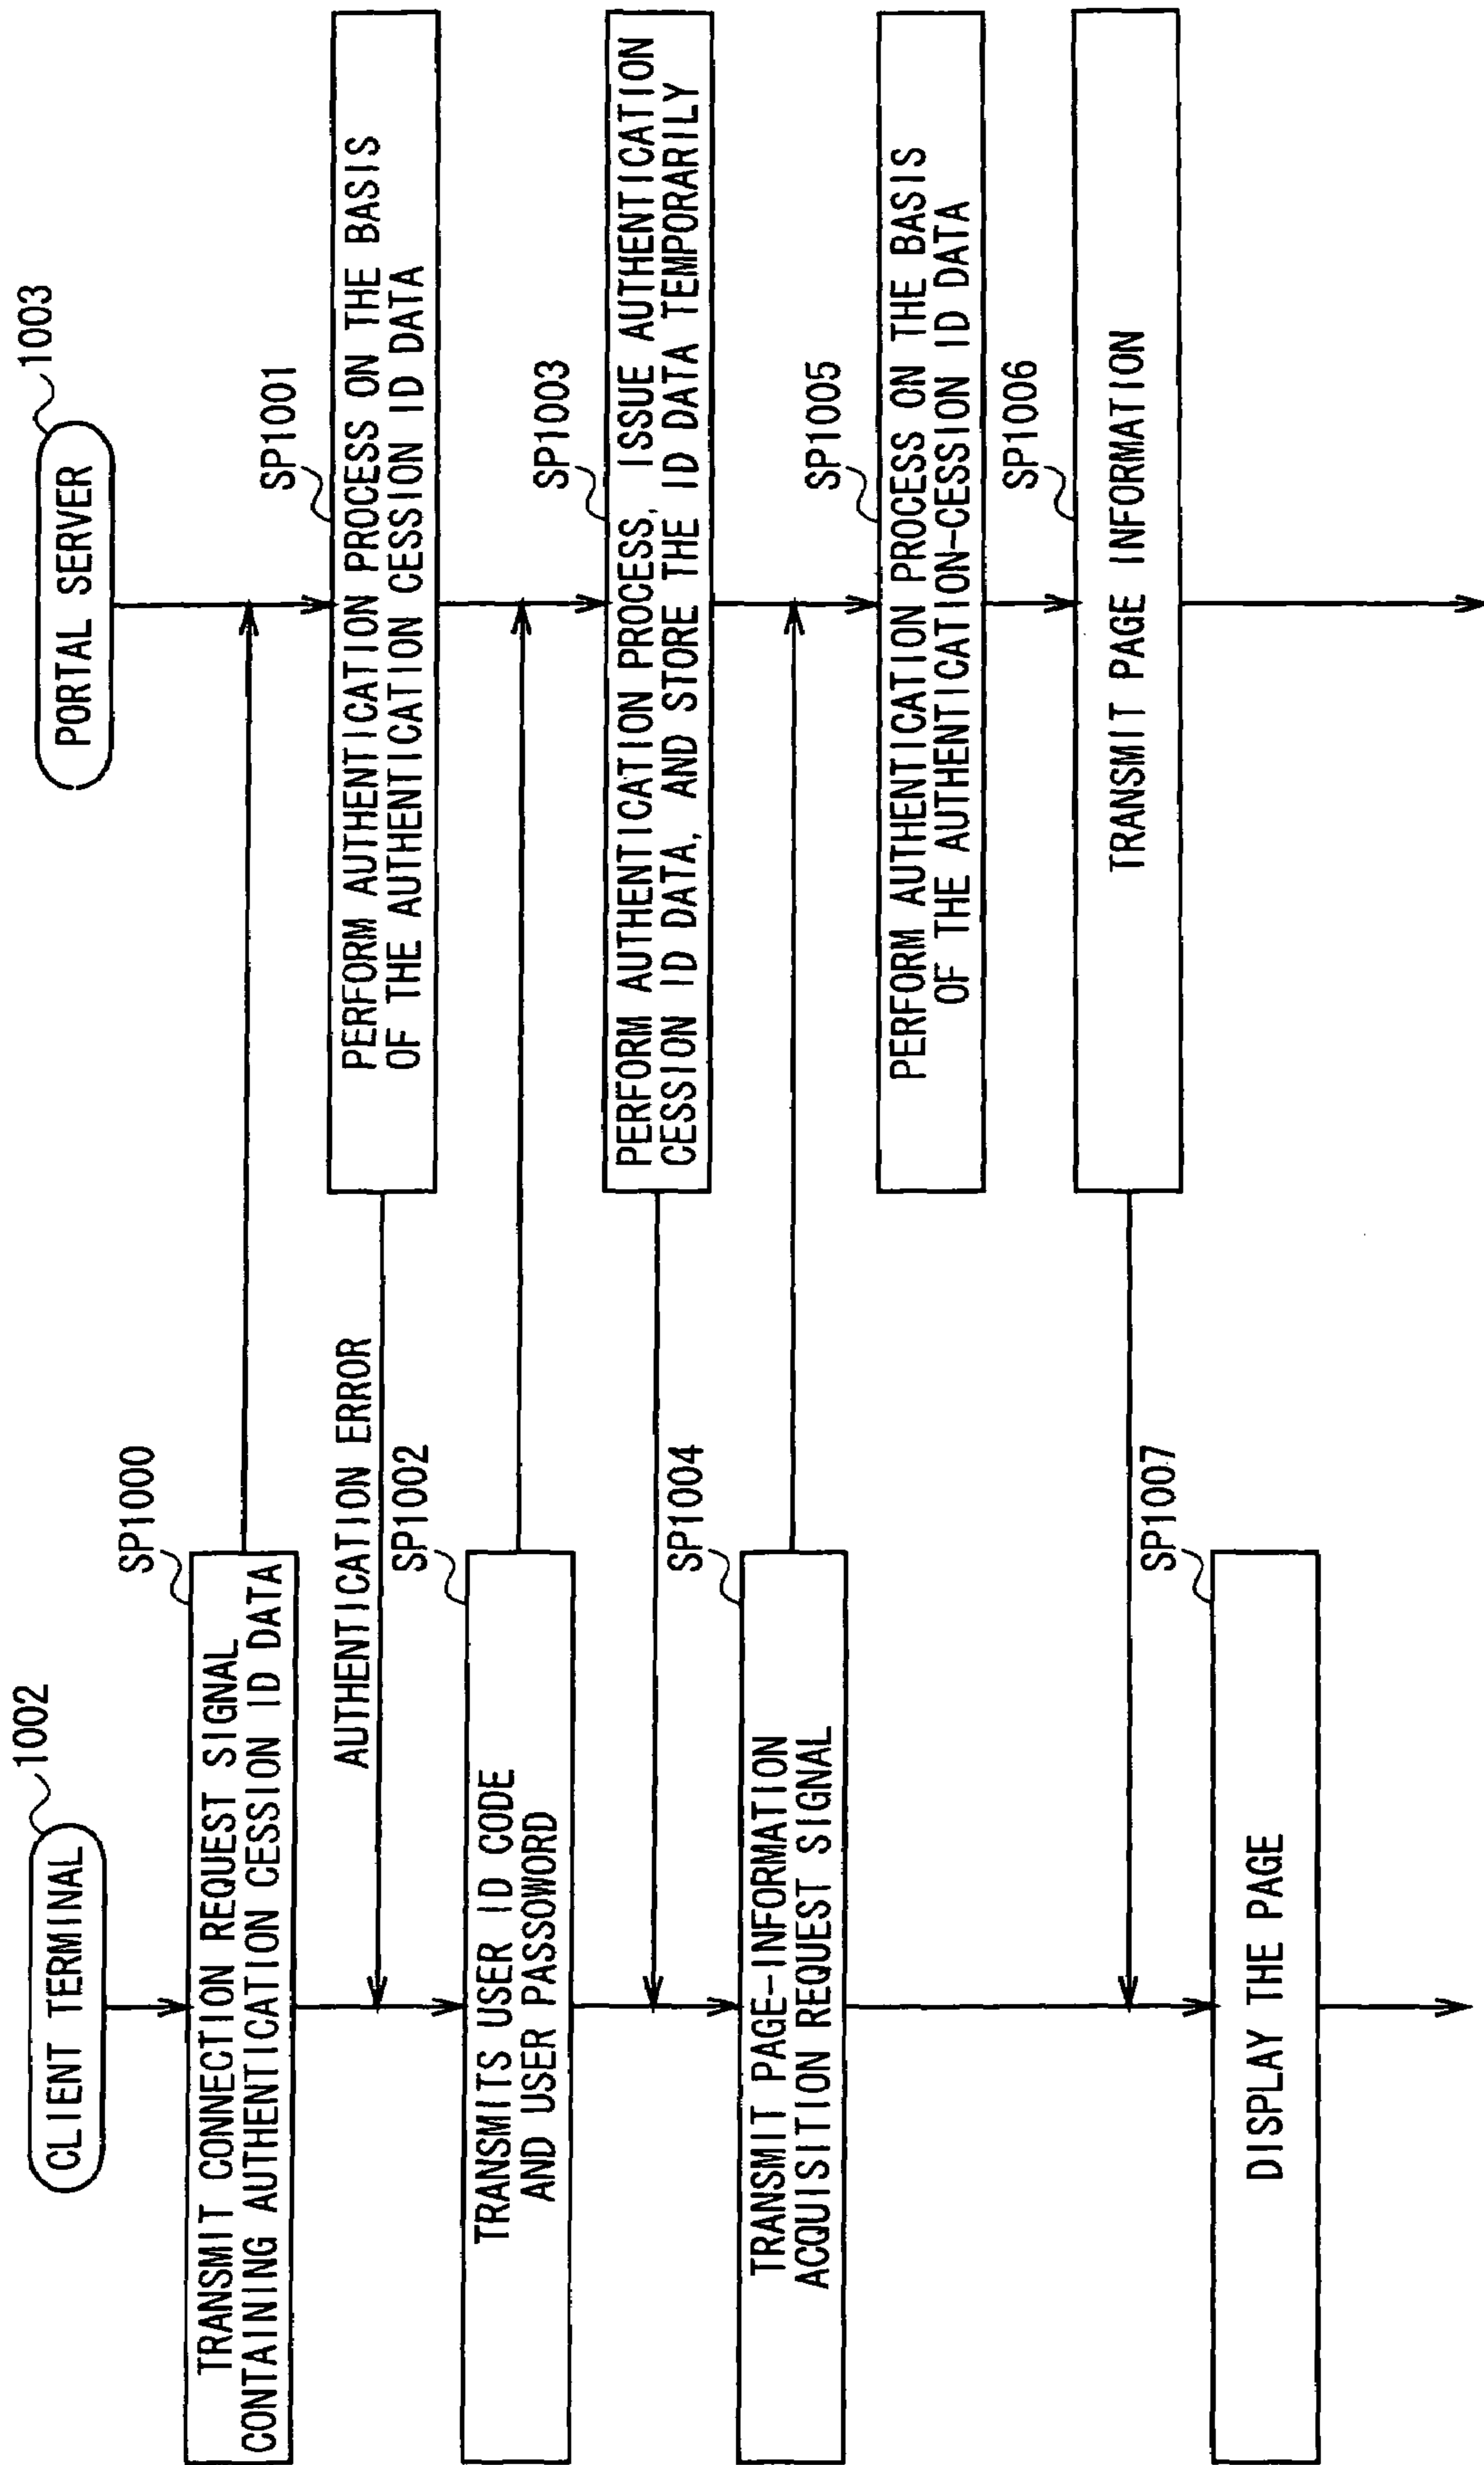 CLIENT TERMINAL
1002
PORTAL SERVER
1003
SP1000
TRANSMIT CONNECTION REQUEST SIGNAL
CONTAINING AUTHENTICATION CESSION ID DATA
SP1001
PERFORM AUTHENTICATION PROCESS ON THE BASIS
OF THE AUTHENTICATION CESSION ID DATA
AUTHENTICATION ERROR
SP1002
TRANSMITS USER ID CODE
AND USER PASSOWORD
SP1003
PERFORM AUTHENTICATION PROCESS, ISSUE AUTHENTICATION
CESSION ID DATA, AND STORE THE ID DATA TEMPORARILY
SP1004
TRANSMIT PAGE-INFORMATION
ACQUISITION REQUEST SIGNAL
SP1005
PERFORM AUTHENTICATION PROCESS ON THE BASIS
OF THE AUTHENTICATION-CESSION ID DATA
SP1006
TRANSMIT PAGE INFORMATION
SP1007
DISPLAY THE PAGE